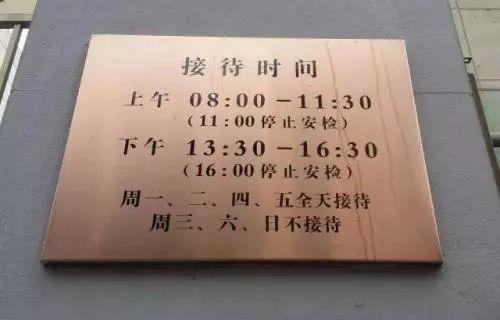 接待时间
上午 08:00-11:30
(11:00停止安检)
下午 13:30-16:30
(16:00停止安检)
周一、二、四、五全天接待
周三、六、日不接待